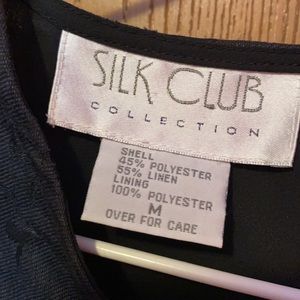 SILK CLUB
COLLECTION
SHELL
45% POLYESTER
55% LINEN
LINING
100% POLYESTER
M
OVER FOR CARE